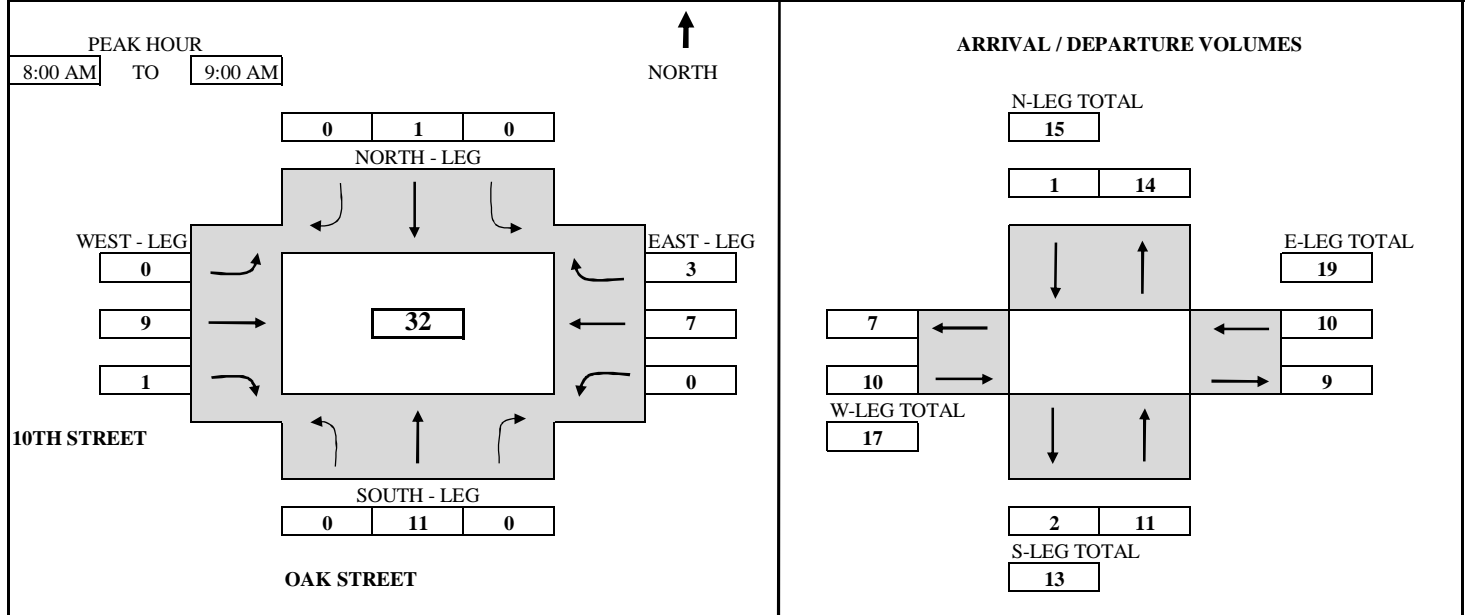 PEAK HOUR
8:00 AM TO 9:00 AM
NORTH
0 1 0
NORTH - LEG
WEST - LEG EAST - LEG
0 3
9 32 7
1 0
10TH STREET
SOUTH - LEG
0 11 0
OAK STREET
ARRIVAL / DEPARTURE VOLUMES
N-LEG TOTAL
15
1 14
E-LEG TOTAL
19
7 10
10 9
W-LEG TOTAL
17
2 11
S-LEG TOTAL
13